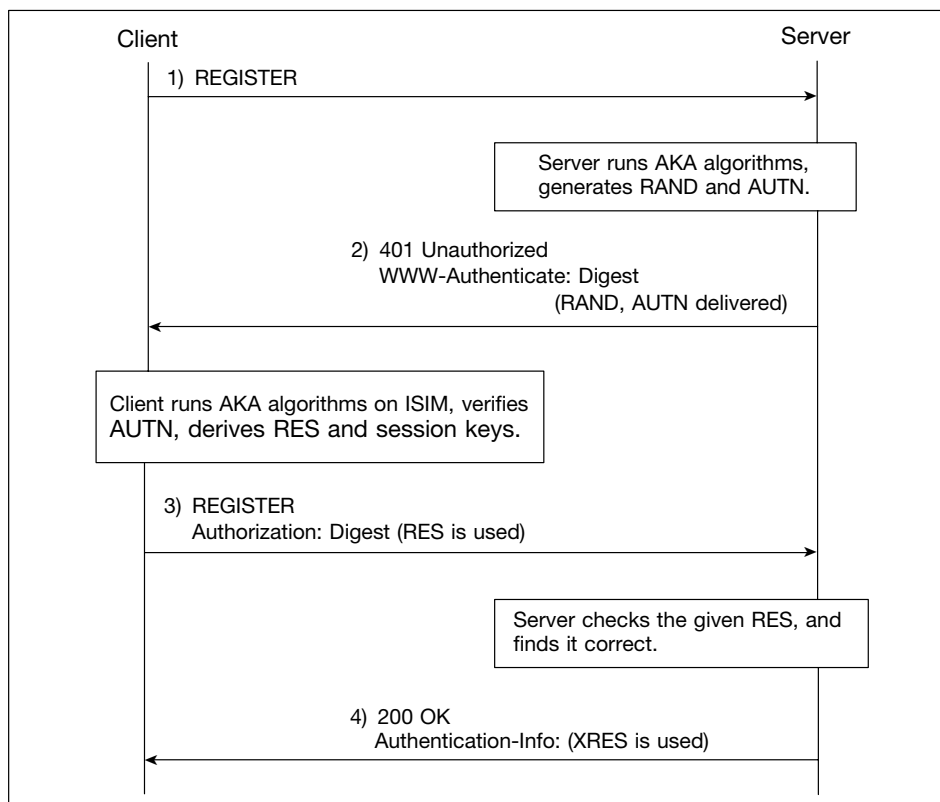 Client
Server
1) REGISTER
Server runs AKA algorithms,
generates RAND and AUTN.
2) 401 Unauthorized
WWW-Authenticate: Digest
(RAND, AUTN delivered)
Client runs AKA algorithms on ISIM, verifies
AUTN, derives RES and session keys.
3) REGISTER
Authorization: Digest (RES is used)
Server checks the given RES, and
finds it correct.
4) 200 OK
Authentication-Info: (XRES is used)